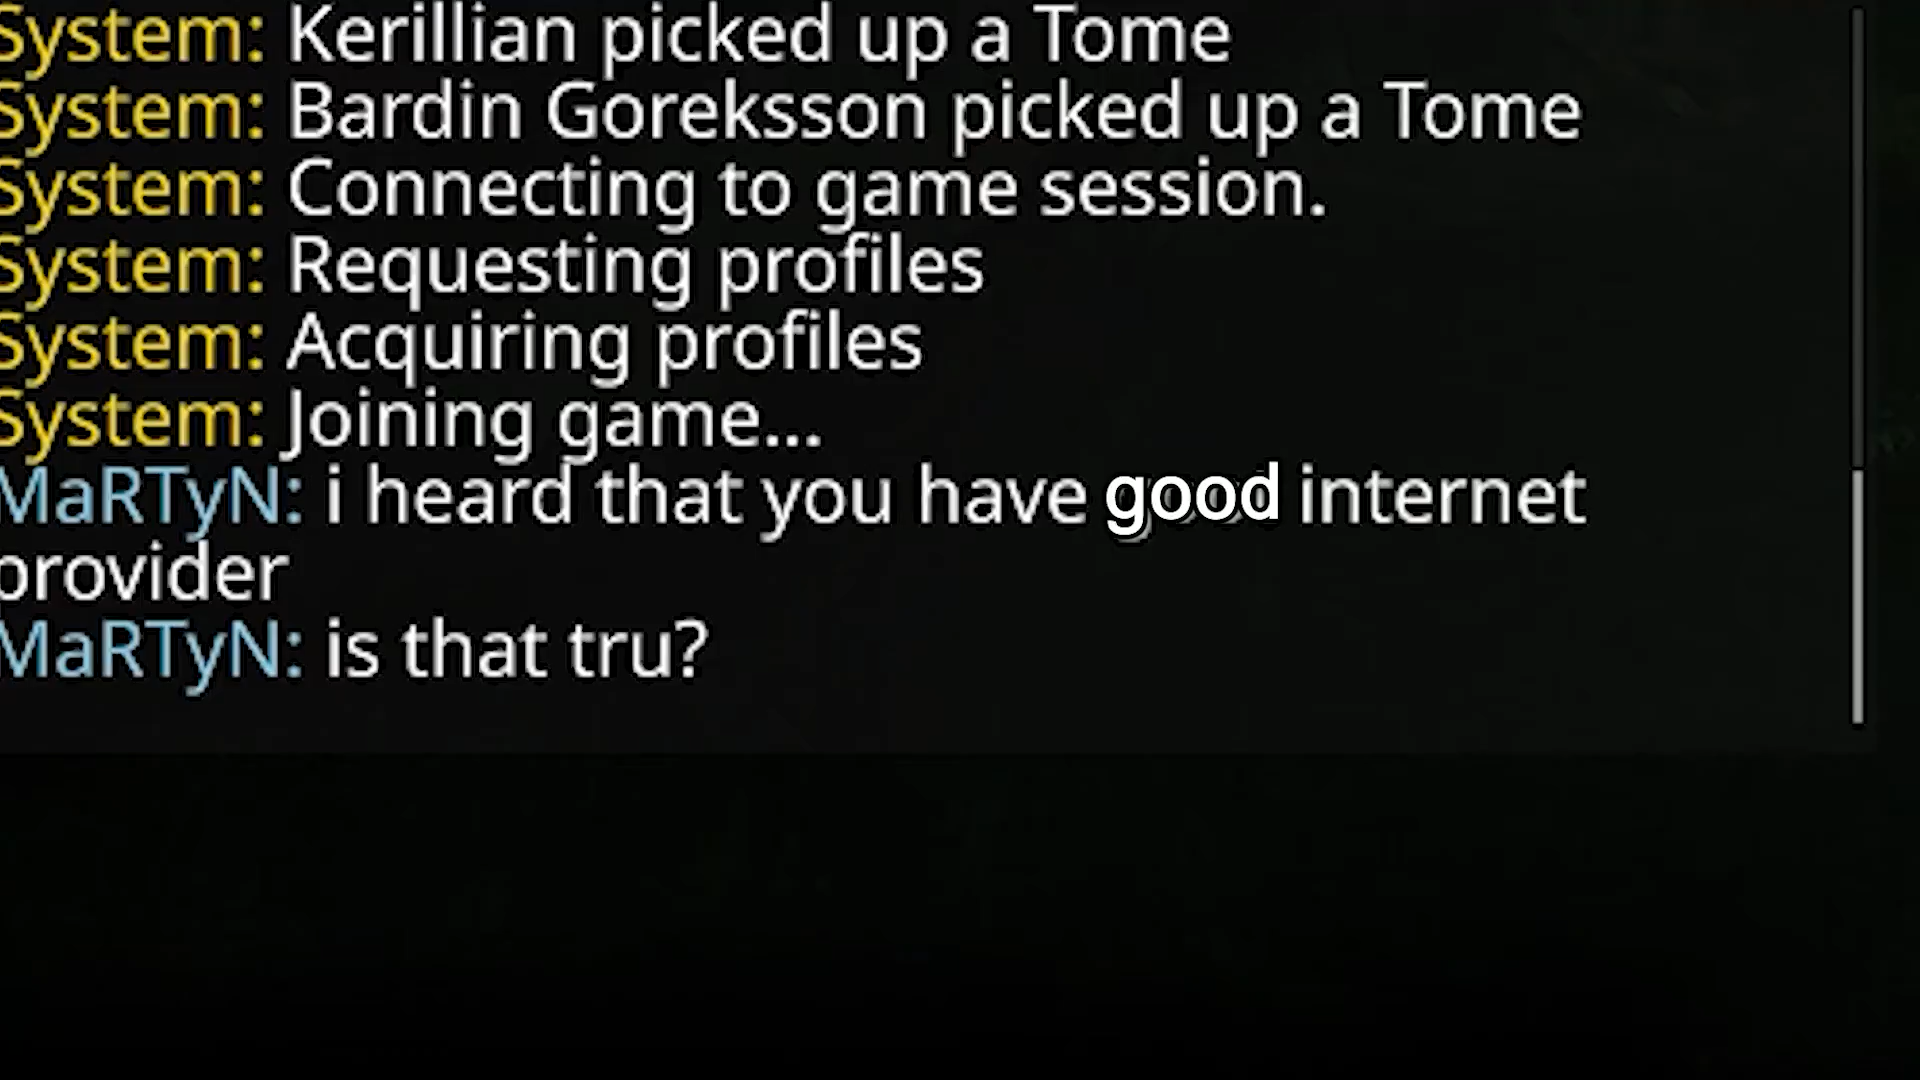 System: Kerillian picked up a Tome
System: Bardin Goreksson picked up a Tome
System: Connecting to game session.
System: Requesting profiles
System: Acquiring profiles
System: Joining game...
MaRTyN: i heard that you have good internet
provider
MaRTyN: is that tru?